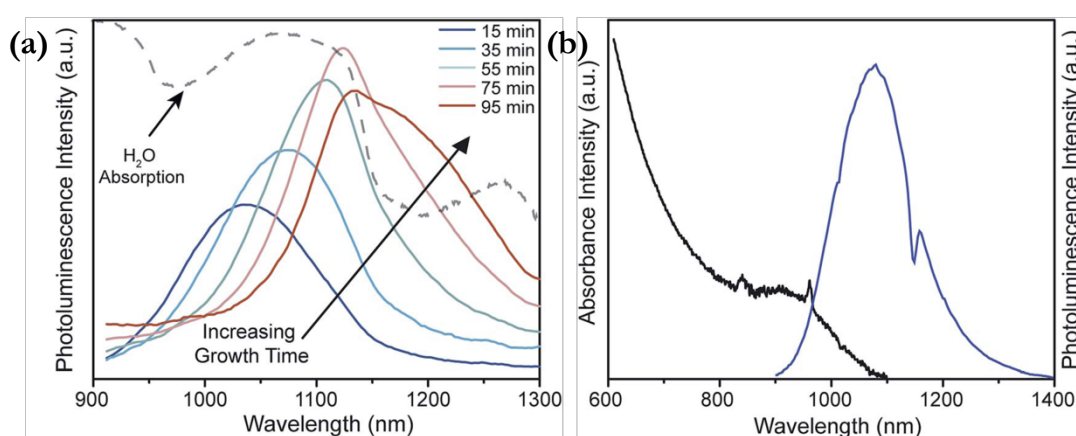 (a)
Photoluminescence Intensity (a.u.)
15 min
35 min
55 min
75 min
95 min
H2O
Absorption
Increasing
Growth Time
900 1000 1100 1200 1300
Wavelength (nm)
(b)
Absorbance Intensity (a.u.)
Photoluminescence Intensity (a.u.)
600 800 1000 1200 1400
Wavelength (nm)